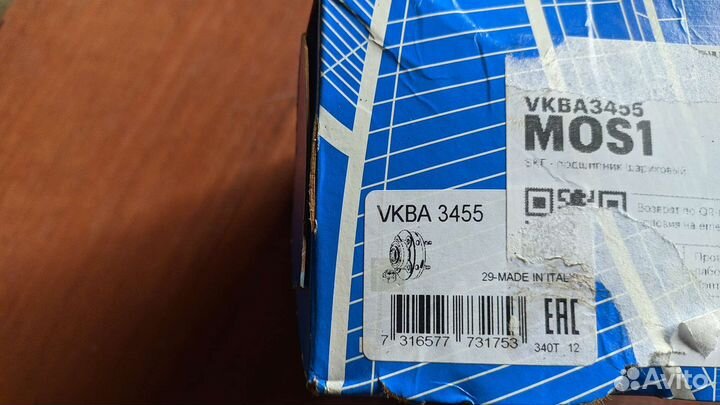 VKBA3455
MOS1
SKF - подшипник шариковый
Возврат по QR-
VKBA 3455
29-MADE IN ITAL
EAC
7 316577 731753
340T 12
Avito